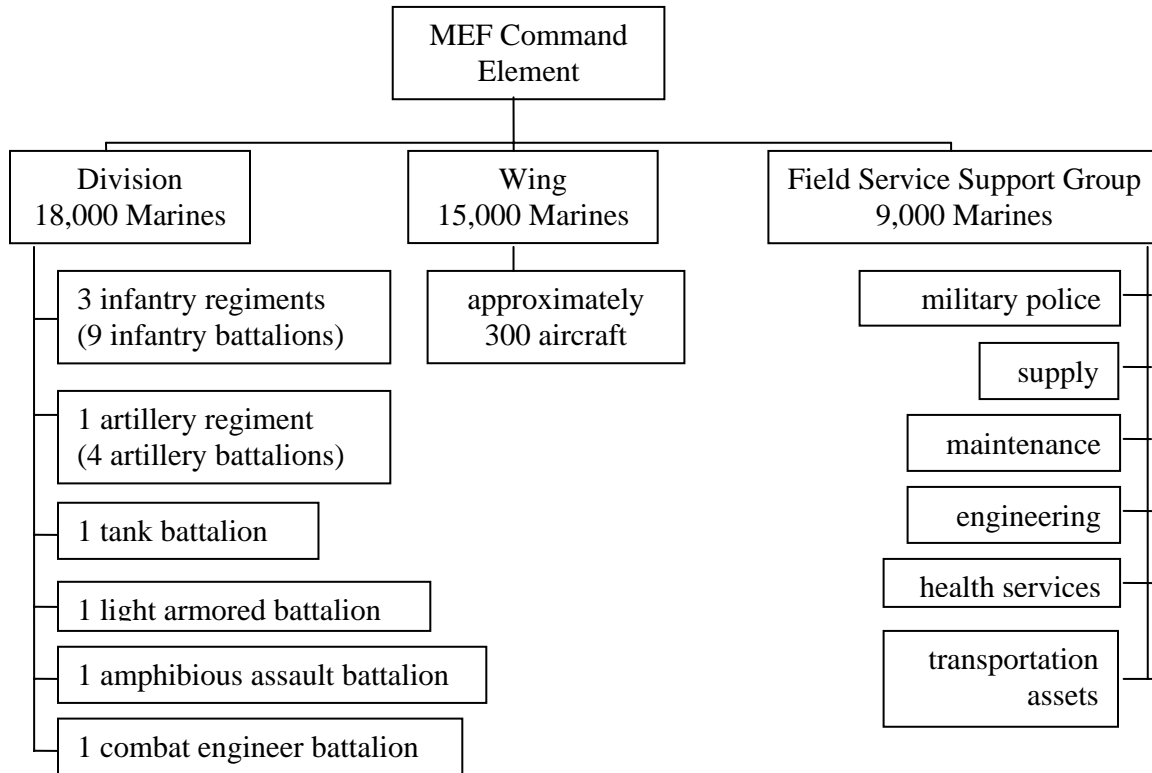 MEF Command
Element
Division
18,000 Marines
Wing
15,000 Marines
Field Service Support Group
9,000 Marines
3 infantry regiments
(9 infantry battalions)
1 artillery regiment
(4 artillery battalions)
1 tank battalion
1 light armored battalion
1 amphibious assault battalion
1 combat engineer battalion
approximately
300 aircraft
military police
supply
maintenance
engineering
health services
transportation
assets